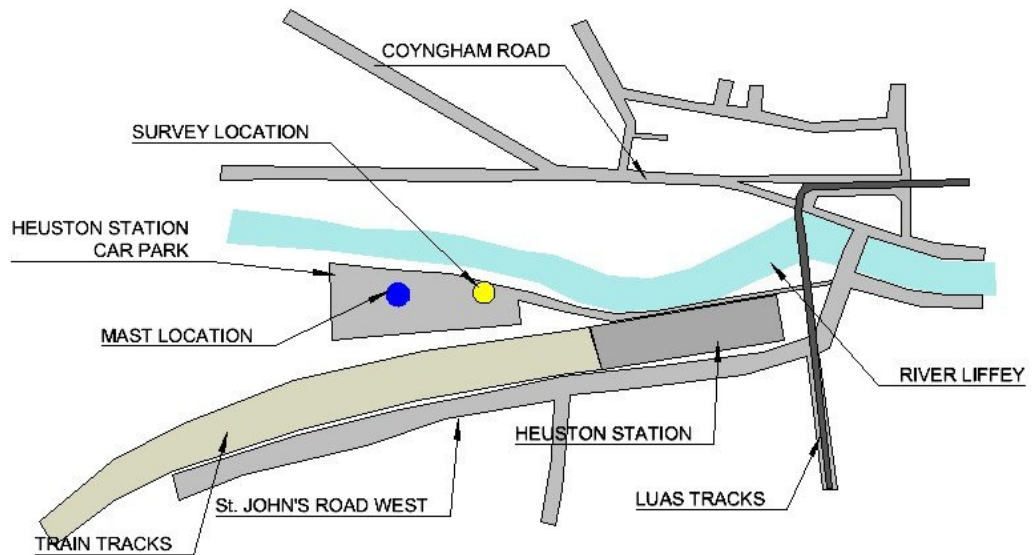 COYNGHAM ROAD
SURVEY LOCATION
HEUSTON STATION
CAR PARK
MAST LOCATION
RIVER LIFFEY
HEUSTON STATION
LUAS TRACKS
St. JOHN'S ROAD WEST
TRAIN TRACKS